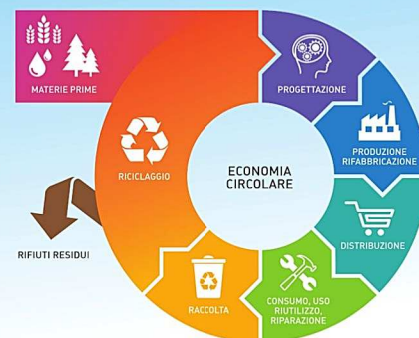 MATERIE PRIME
PROGETTAZIONE
PRODUZIONE
RIFABBRICAZIONE
ECONOMIA
CIRCOLARE
RICICLAGGIO
DISTRIBUZIONE
RIFIUTI RESIDUI
CONSUMO, USO
RIUTILIZZO,
RIPARAZIONE
RACCOLTA